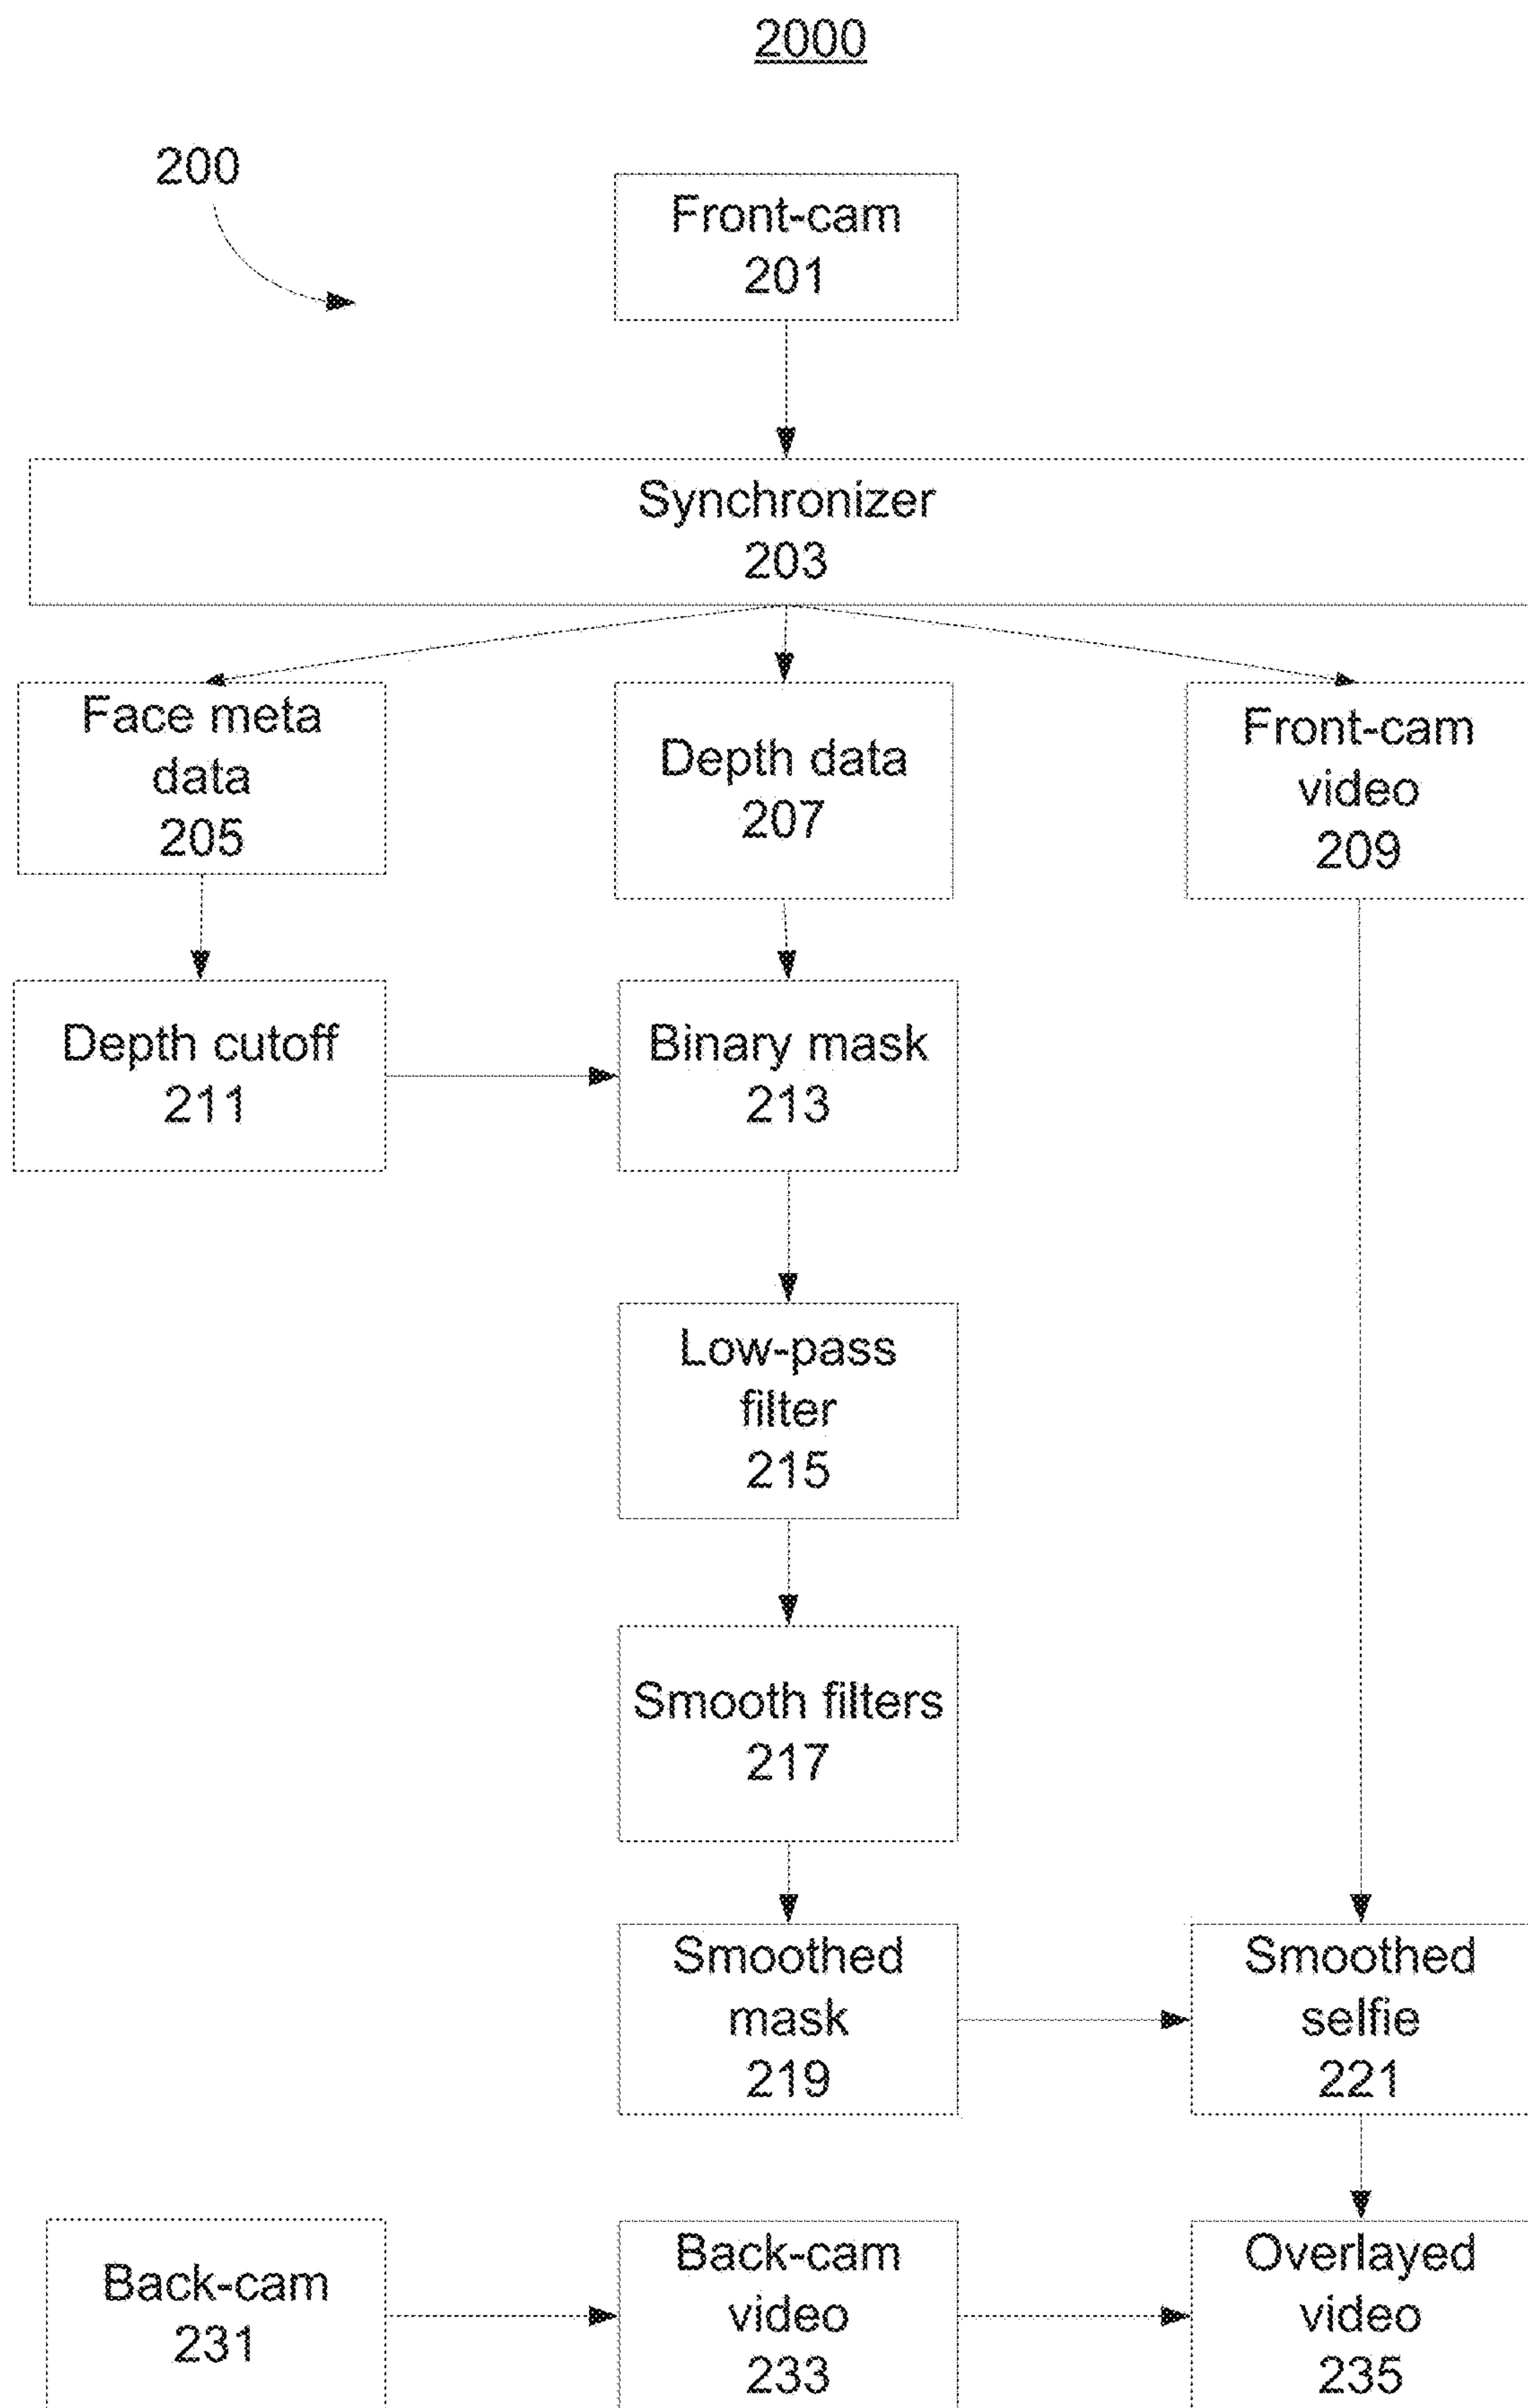 2000
200
Front-cam
201
Synchronizer
203
Face meta
data
205
Depth data
207
Front-cam
video
209
Depth cutoff
211
Binary mask
213
Low-pass
filter
215
Smooth filters
217
Smoothed
mask
219
Smoothed
selfie
221
Back-cam
231
Back-cam
video
233
Overlayed
video
235